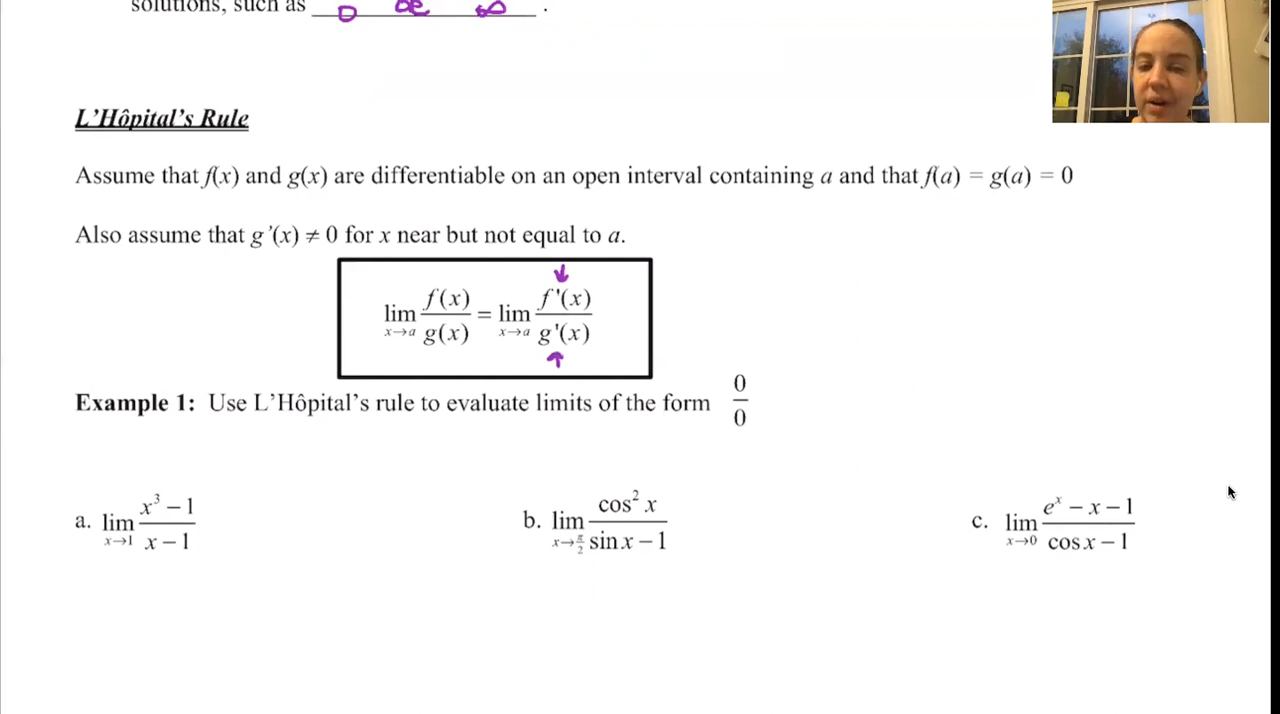 solutions, such as 0 DE ∞ .
L'Hôpital's Rule
Assume that f(x) and g(x) are differentiable on an open interval containing a and that f(a) = g(a) = 0
Also assume that g'(x) ≠ 0 for x near but not equal to a.
lim x→a f(x)/g(x) = lim x→a f'(x)/g'(x)
Example 1: Use L'Hôpital's rule to evaluate limits of the form 0/0
a. lim x→1 x³ − 1 / x − 1 b. lim x→π/2 cos² x / sin x − 1 c. lim x→0 eˣ − x − 1 / cos x − 1